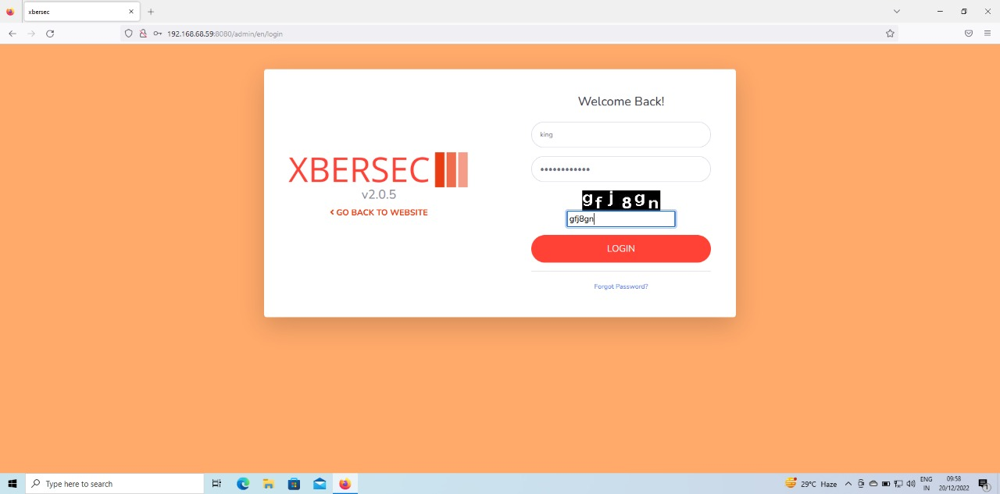 xbersec
192.168.68.59:8080/admin/en/login
Welcome Back!
king
••••••••••••
XBERSEC
v2.0.5
GO BACK TO WEBSITE
gfj8gn
gfj8gn
LOGIN
Forgot Password?
Type here to search
29°C Haze
ENG
IN
09:58
20/12/2022
1